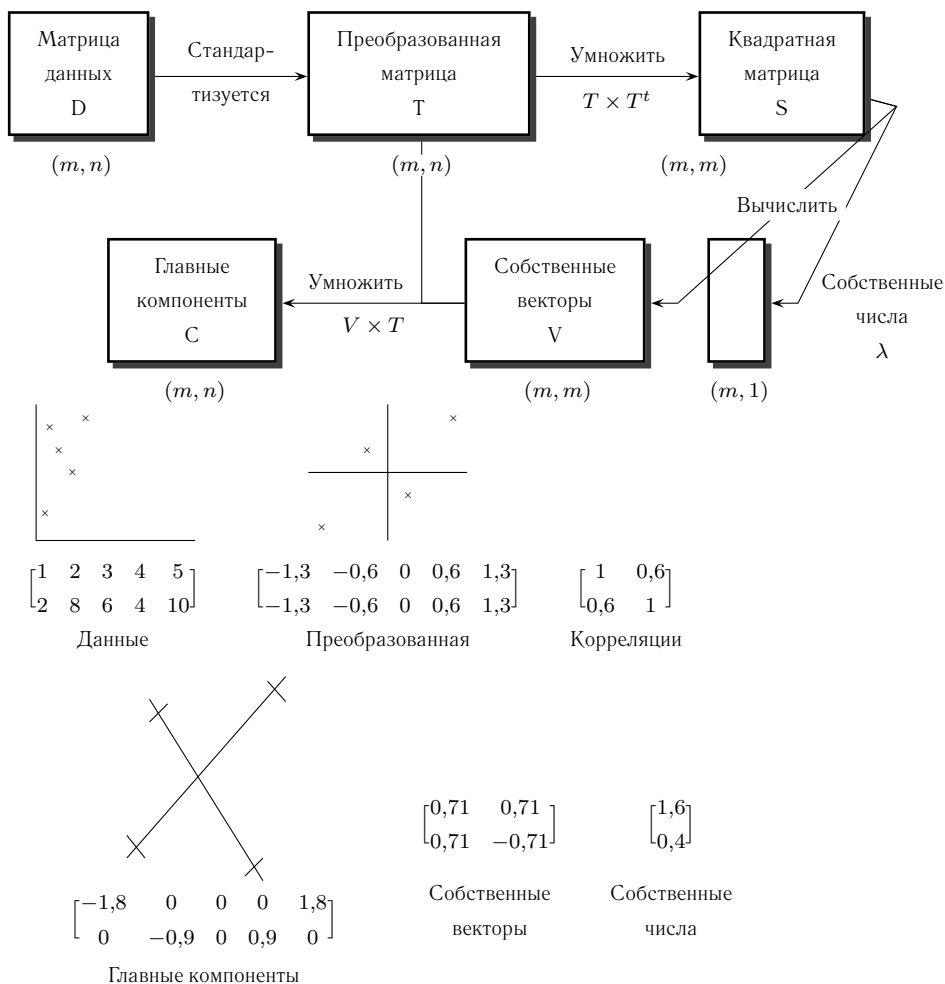 Матрица
данных
D
Стандар-
тизуется
Преобразованная
матрица
T
Умножить
T × T^t
Квадратная
матрица
S
(m, n)
(m, n)
(m, m)
Вычислить
Главные
компоненты
C
Умножить
V × T
Собственные
векторы
V
Собственные
числа
λ
(m, n)
(m, m)
(m, 1)
1 2 3 4 5
2 8 6 4 10
Данные
−1,3 −0,6 0 0,6 1,3
−1,3 −0,6 0 0,6 1,3
Преобразованная
1 0,6
0,6 1
Корреляции
0,71 0,71
0,71 −0,71
Собственные
векторы
1,6
0,4
Собственные
числа
−1,8 0 0 0 1,8
0 −0,9 0 0,9 0
Главные компоненты